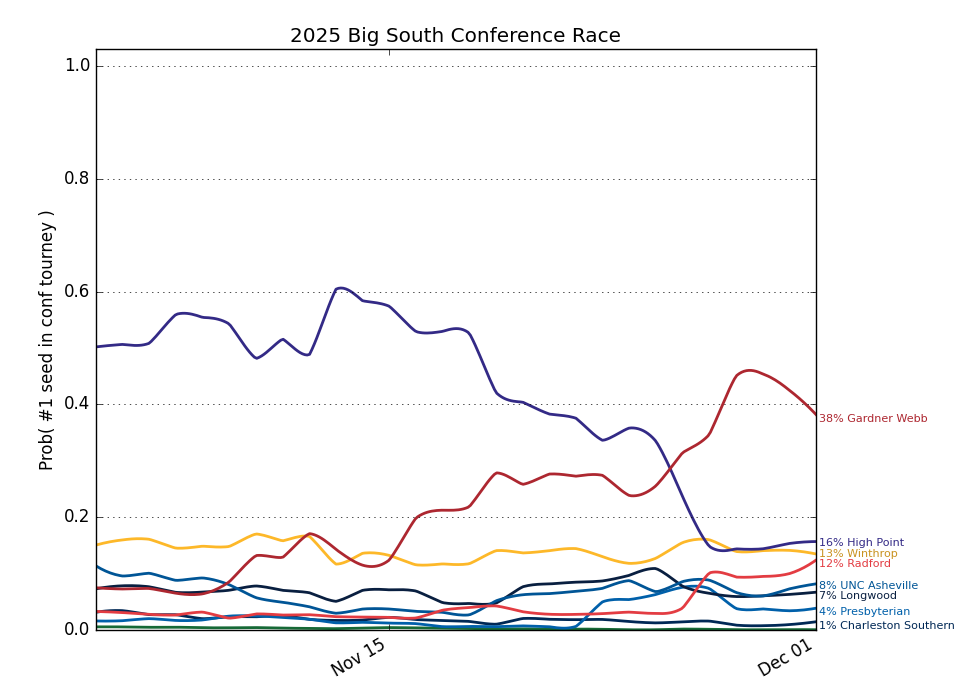 2025 Big South Conference Race
Prob( #1 seed in conf tourney )
1.0
0.8
0.6
0.4
0.2
0.0
Nov 15
Dec 01
38% Gardner Webb
16% High Point
13% Winthrop
12% Radford
8% UNC Asheville
7% Longwood
4% Presbyterian
1% Charleston Southern